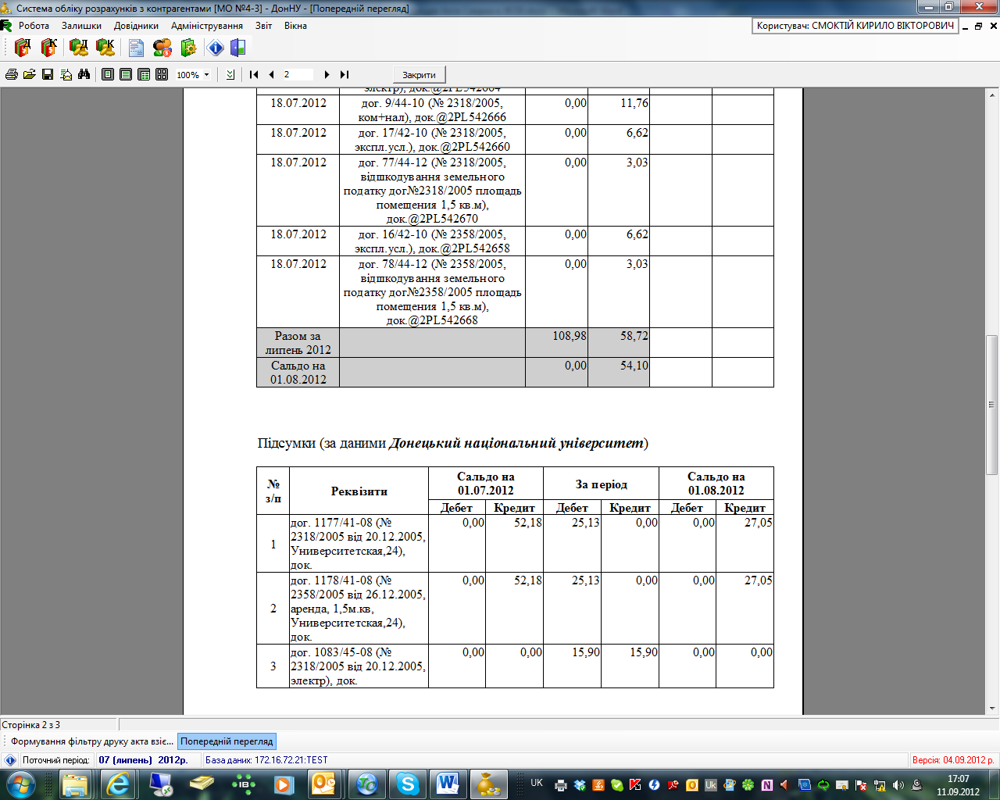 Система обліку розрахунків з контрагентами [МО №4-3] - ДонНУ - [Попередній перегляд]
Робота Залишки Довідники Адміністрування Звіт Вікна
Користувач: СМОКТІЙ КИРИЛО ВІКТОРОВИЧ
100% 2 Закрити
электр), док.@2PL542664
18.07.2012 дог. 9/44-10 (№ 2318/2005, 0,00 11,76
ком+нал), док.@2PL542666
18.07.2012 дог. 17/42-10 (№ 2318/2005, 0,00 6,62
экспл.усл.), док.@2PL542660
18.07.2012 дог. 77/44-12 (№ 2318/2005, 0,00 3,03
відшкодування земельного
податку дог№2318/2005 площадь
помещения 1,5 кв.м),
док.@2PL542670
18.07.2012 дог. 16/42-10 (№ 2358/2005, 0,00 6,62
экспл.усл.), док.@2PL542658
18.07.2012 дог. 78/44-12 (№ 2358/2005, 0,00 3,03
відшкодування земельного
податку дог№2358/2005 площадь
помещения 1,5 кв.м),
док.@2PL542668
Разом за 108,98 58,72
липень 2012
Сальдо на 0,00 54,10
01.08.2012
Підсумки (за даними Донецький національний університет)
№ з/п Реквізити Сальдо на 01.07.2012 За період Сальдо на 01.08.2012
Дебет Кредит Дебет Кредит Дебет Кредит
дог. 1177/41-08 (№ 0,00 52,18 25,13 0,00 0,00 27,05
2318/2005 від 20.12.2005,
1 Университетская,24),
док.
дог. 1178/41-08 (№ 0,00 52,18 25,13 0,00 0,00 27,05
2358/2005 від 26.12.2005,
2 аренда, 1,5м.кв,
Университетская,24),
док.
дог. 1083/45-08 (№ 0,00 0,00 15,90 15,90 0,00 0,00
3 2318/2005 від 20.12.2005,
электр), док.
Сторінка 2 з 3
Формування фільтру друку акта взіє... Попередній перегляд
Поточний період: 07 (липень) 2012р. База даних: 172.16.72.21:TEST Версія: 04.09.2012 р.
UK 17:07
11.09.2012